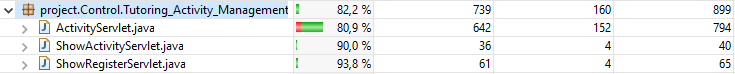 project.Control.Tutoring_Activity_Management 82,2 % 739 160 899
ActivityServlet.java 80,9 % 642 152 794
ShowActivityServlet.java 90,0 % 36 4 40
ShowRegisterServlet.java 93,8 % 61 4 65